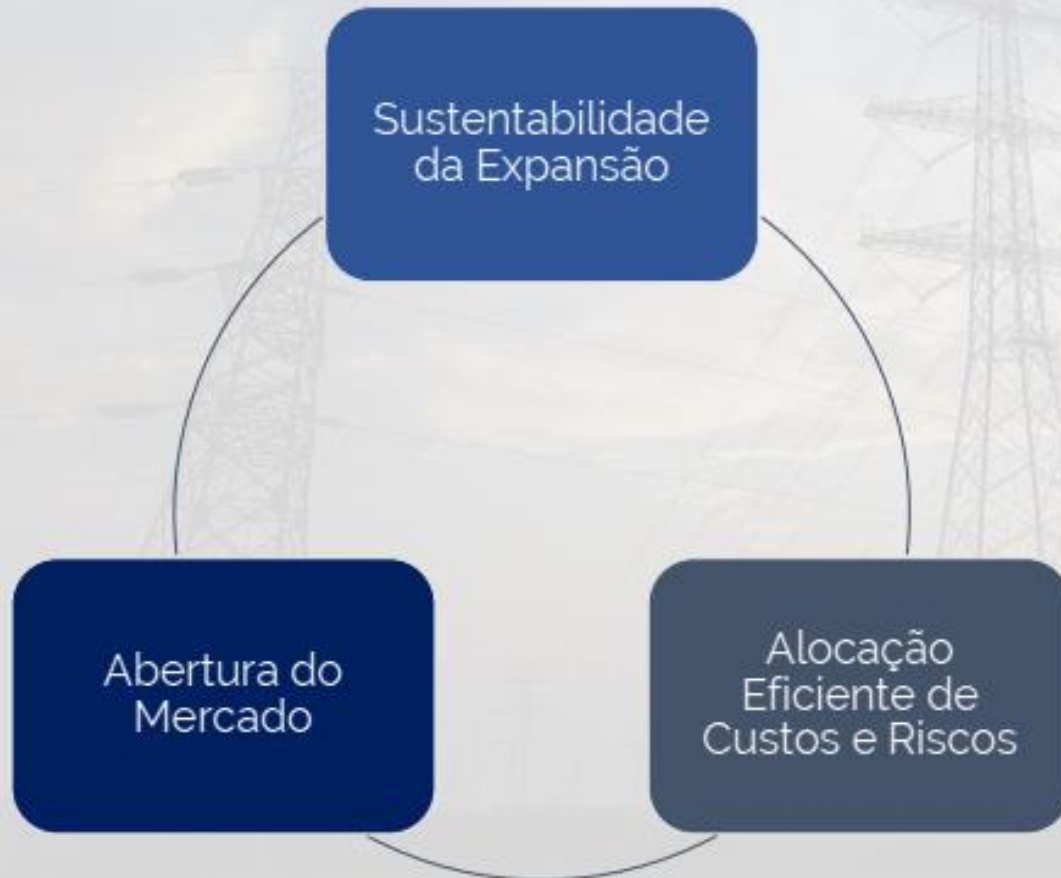 Sustentabilidade
da Expansão
Abertura do
Mercado
Alocação
Eficiente de
Custos e Riscos